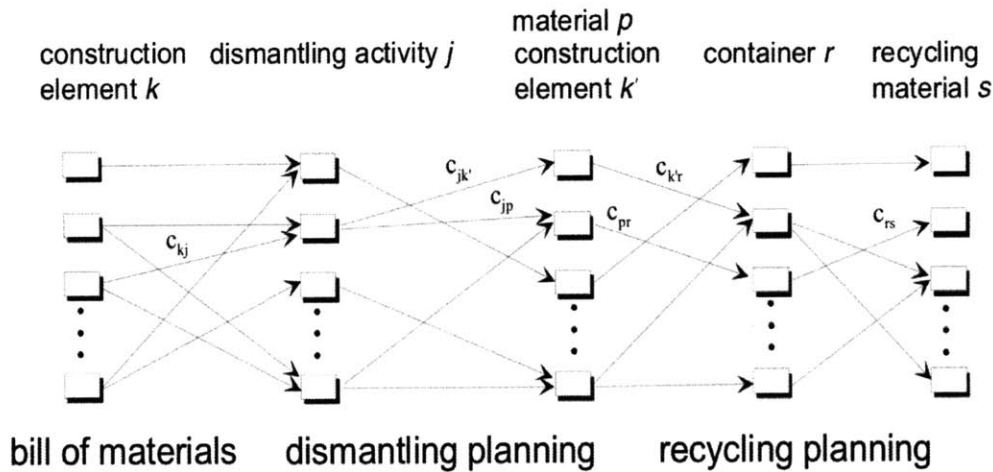 construction element k
dismantling activity j
material p
construction element k'
container r
recycling material s
c_jk'
c_k'r
c_jp
c_pr
c_rs
c_kj
bill of materials
dismantling planning
recycling planning